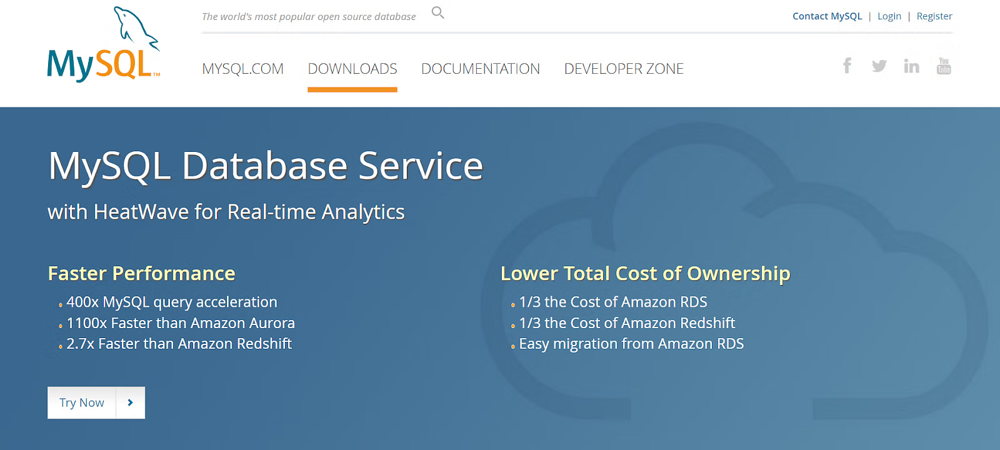 The world's most popular open source database
Contact MySQL | Login | Register
MySQL™
MYSQL.COM DOWNLOADS DOCUMENTATION DEVELOPER ZONE
f in You Tube
MySQL Database Service
with HeatWave for Real-time Analytics
Faster Performance
• 400x MySQL query acceleration
• 1100x Faster than Amazon Aurora
• 2.7x Faster than Amazon Redshift
Lower Total Cost of Ownership
• 1/3 the Cost of Amazon RDS
• 1/3 the Cost of Amazon Redshift
• Easy migration from Amazon RDS
Try Now